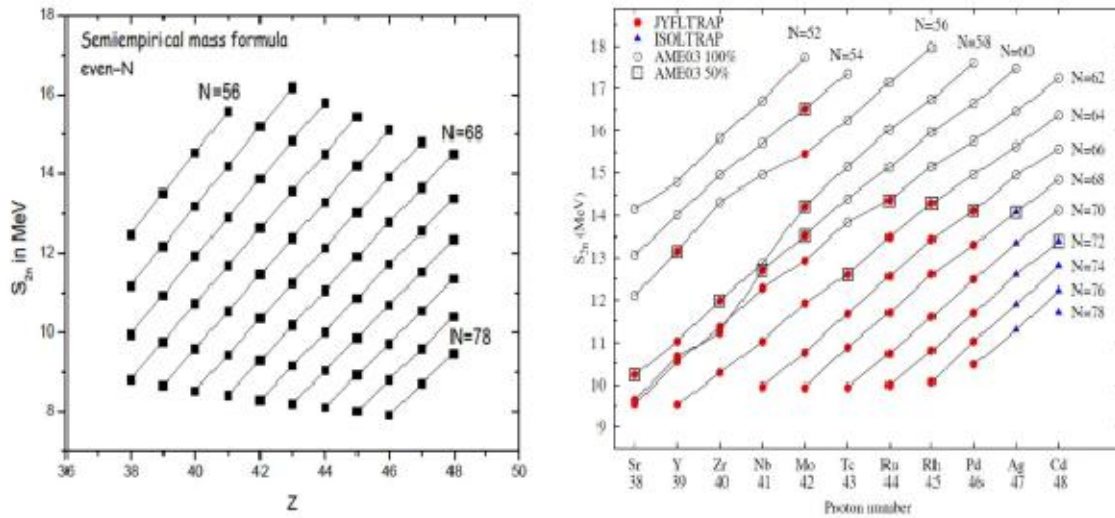 Semiempirical mass formula
even-N
N=56
N=68
N=78
S2n in MeV
16
14
12
10
8
36
38
40
42
44
46
48
50
Z
JYFLTRAP
ISOLTRAP
AME03 100%
AME03 50%
N=52
N=54
N=56
N=58
N=60
N=62
N=64
N=66
N=68
N=70
N=72
N=74
N=76
N=78
S2n (MeV)
18
17
16
15
14
13
12
11
10
9
Sr Y Zr Nb Mo Tc Ru Rh Pd Ag Cd
38 39 40 41 42 43 44 45 46 47 48
Proton number